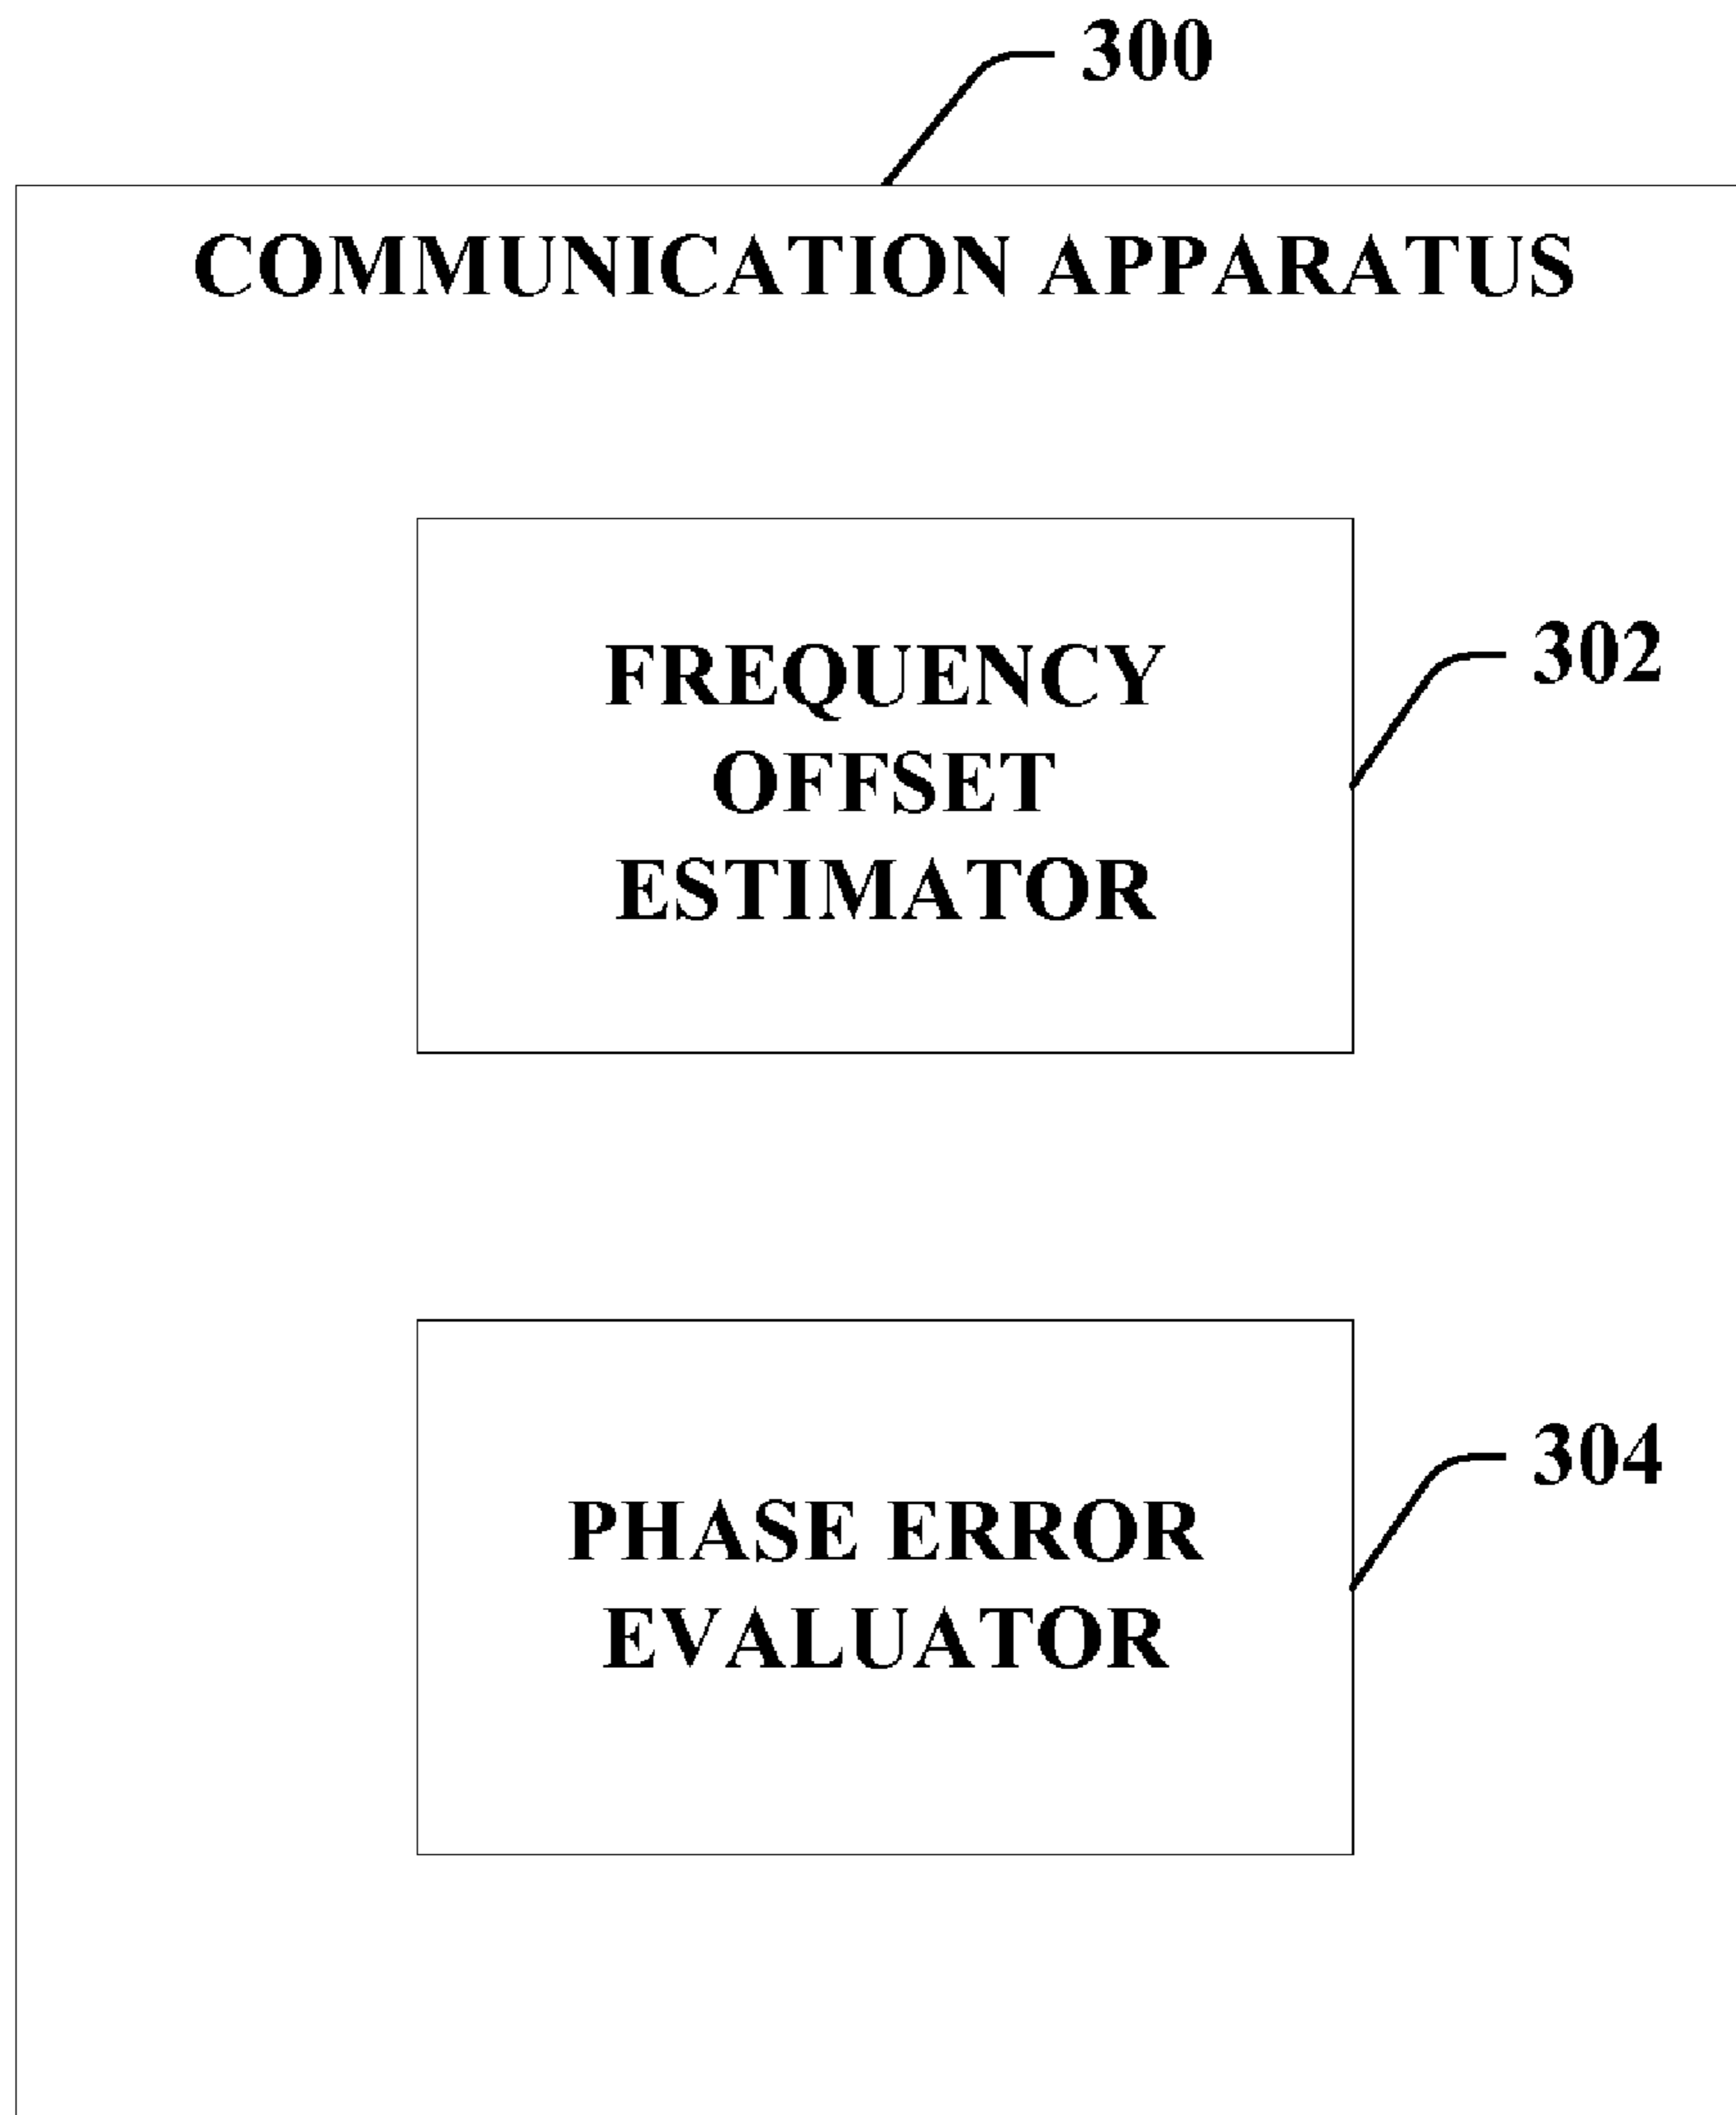 300
COMMUNICATION APPARATUS
FREQUENCY
OFFSET
ESTIMATOR
302
PHASE ERROR
EVALUATOR
304